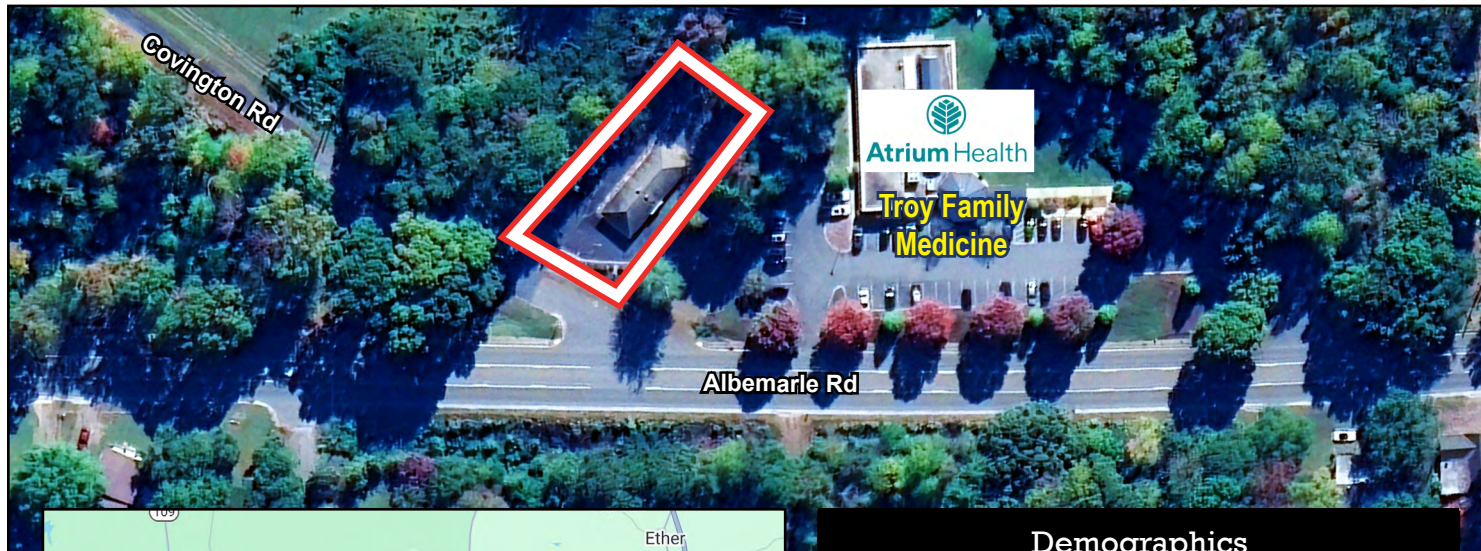 Covington Rd
Atrium Health
Troy Family
Medicine
Albemarle Rd
109
Ether
Demographics